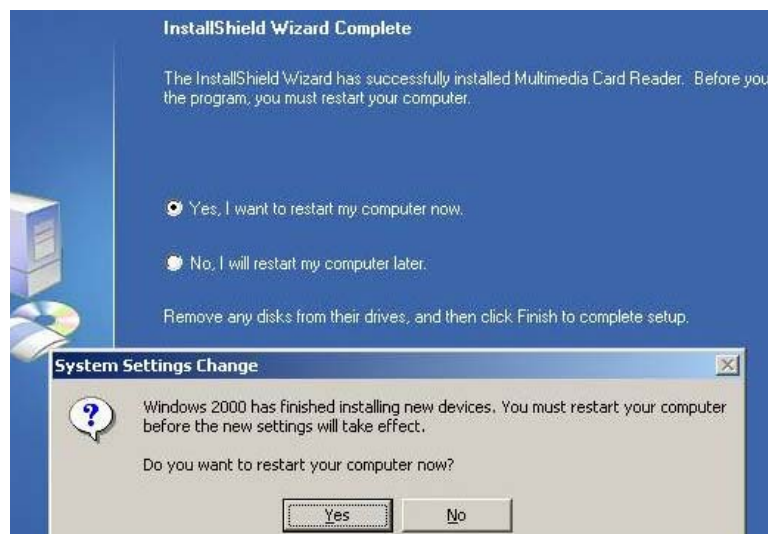 InstallShield Wizard Complete
The InstallShield Wizard has successfully installed Multimedia Card Reader. Before you
the program, you must restart your computer.
Yes, I want to restart my computer now.
No, I will restart my computer later.
Remove any disks from their drives, and then click Finish to complete setup.
System Settings Change
?
Windows 2000 has finished installing new devices. You must restart your computer
before the new settings will take effect.
Do you want to restart your computer now?
Yes No